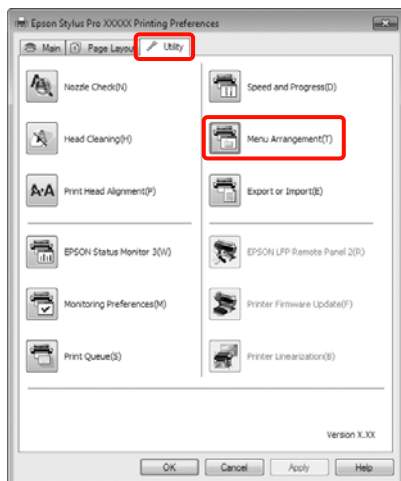 Epson Stylus Pro XXXXX Printing Preferences
Main
Page Layout
Utility
Nozzle Check(N)
Speed and Progress(D)
Head Cleaning(H)
Menu Arrangement(T)
Print Head Alignment(P)
Export or Import(E)
EPSON Status Monitor 3(W)
EPSON LFP Remote Panel 2(R)
Monitoring Preferences(M)
Printer Firmware Update(F)
Print Queue(S)
Printer Linearization(B)
Version X.XX
OK
Cancel
Apply
Help